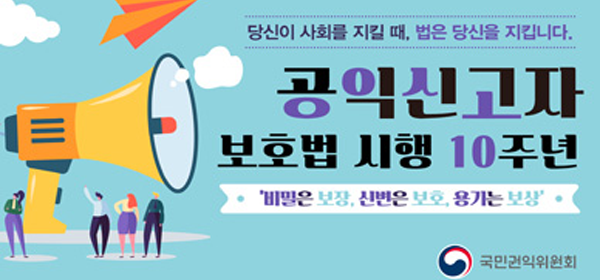 당신이 사회를 지킬 때, 법은 당신을 지킵니다.
공익신고자
보호법 시행 10주년
'비밀은 보장, 신변은 보호, 용기는 보상'
국민권익위원회